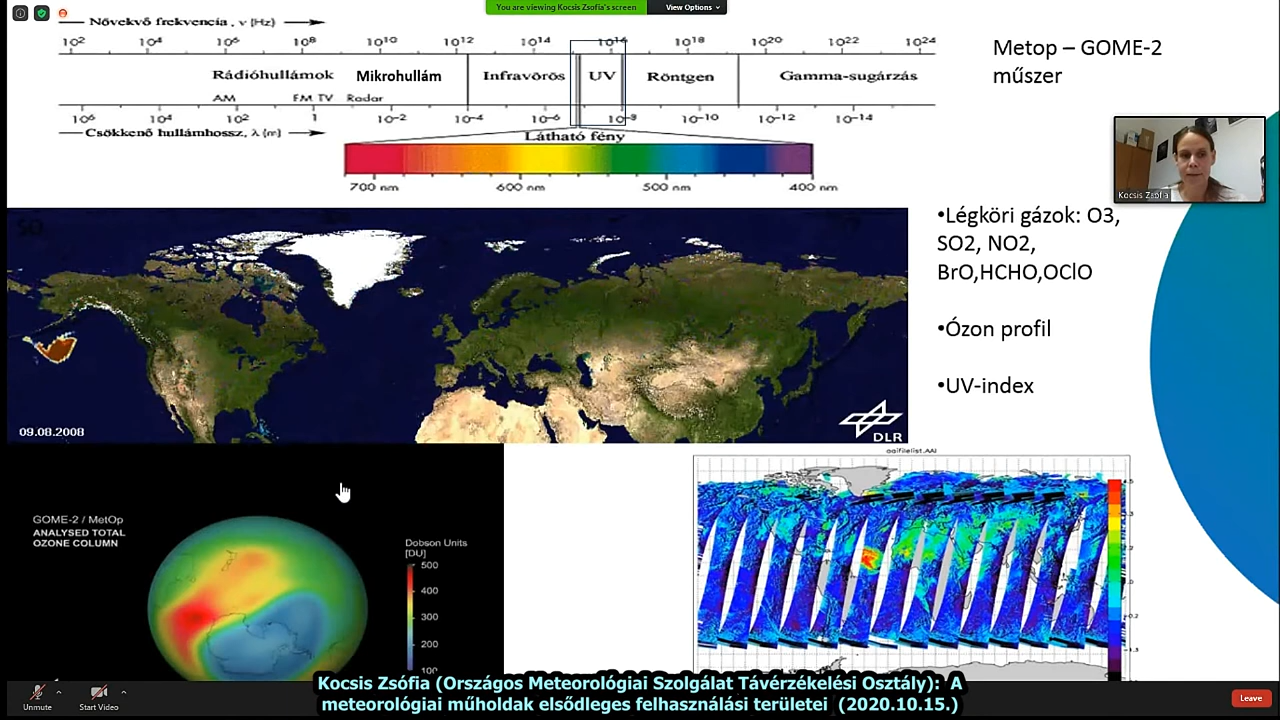 You are viewing Kocsis Zsofia's screen
View Options
Növekvő frekvencia, ν (Hz)
10² 10⁴ 10⁶ 10⁸ 10¹⁰ 10¹² 10¹⁴ 10¹⁶ 10¹⁸ 10²⁰ 10²² 10²⁴
Rádióhullámok Mikrohullám Infravörös UV Röntgen Gamma-sugárzás
AM FM TV Radar
10⁶ 10⁴ 10² 1 10⁻² 10⁻⁴ 10⁻⁶ 10⁻⁸ 10⁻¹⁰ 10⁻¹² 10⁻¹⁴
Csökkenő hullámhossz, λ (m)
Látható fény
700 nm 600 nm 500 nm 400 nm
Metop – GOME-2
műszer
Kocsis Zsofia
•Légköri gázok: O3,
SO2, NO2,
BrO,HCHO,OClO
•Ózon profil
•UV-index
09.08.2008
DLR
GOME-2 / MetOp
ANALYSED TOTAL
OZONE COLUMN
Dobson Units
[DU]
500
400
300
200
100
Kocsis Zsófia (Országos Meteorológiai Szolgálat Távérzékelési Osztály): A
meteorológiai műholdak elsődleges felhasználási területei (2020.10.15.)
Unmute
Start Video
Leave